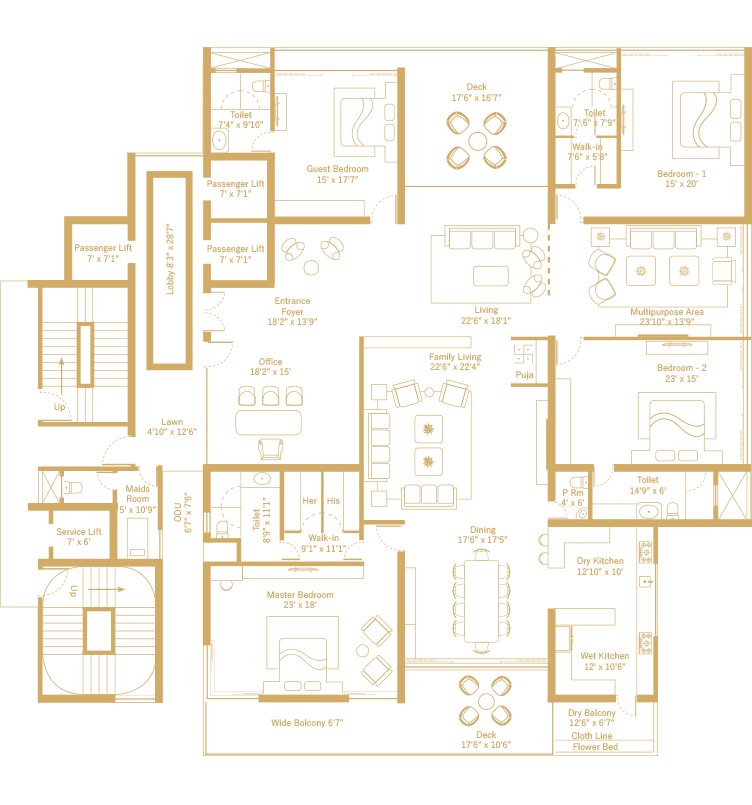 Deck
17'6" x 16'7"
Toilet
7'4" x 9'10"
Toilet
7'.6" x 7'9"
Walk-in
7'6" x 5'8"
Guest Bedroom
15' x 17'7"
Bedroom - 1
15' x 20'
Passenger Lift
7' x 7'1"
Passenger Lift
7' x 7'1"
Passenger Lift
7' x 7'1"
Lobby 8'3" x 28'7"
Entrance
Foyer
18'2" x 13'9"
Living
22'6" x 18'1"
Multipurpose Area
23'10" x 13'9"
Office
18'2" x 15'
Family Living
22'6" x 22'4"
Puja
Bedroom - 2
23' x 15'
Up
Lawn
4'10" x 12'6"
Maids
Room
5' x 10'9"
ODU
6'7" x 7'6"
Toilet
8'9" x 11'1"
Her
His
Walk-in
9'1" x 11'1"
P Rm
4' x 6'
Toilet
14'9" x 6'
Service Lift
7' x 6'
Dining
17'6" x 17'5"
Dry Kitchen
12'10" x 10'
Up
Master Bedroom
23' x 18'
Wet Kitchen
12' x 10'6"
Wide Bolcony 6'7"
Deck
17'6" x 10'6"
Dry Balcony
12'6" x 6'7"
Cloth Line
Flower Bed